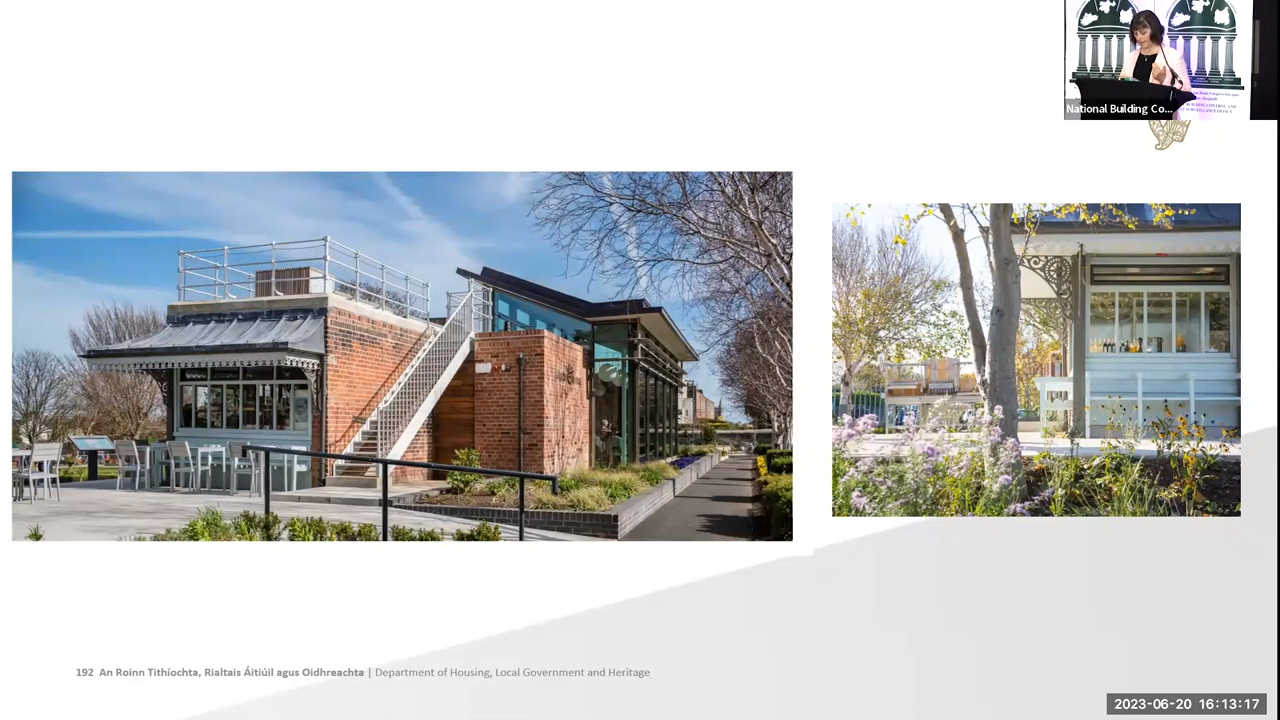 National Building Co...
192 An Roinn Tithíochta, Rialtais Áitiúil agus Oidhreachta | Department of Housing, Local Government and Heritage
2023-06-20 16:13:17